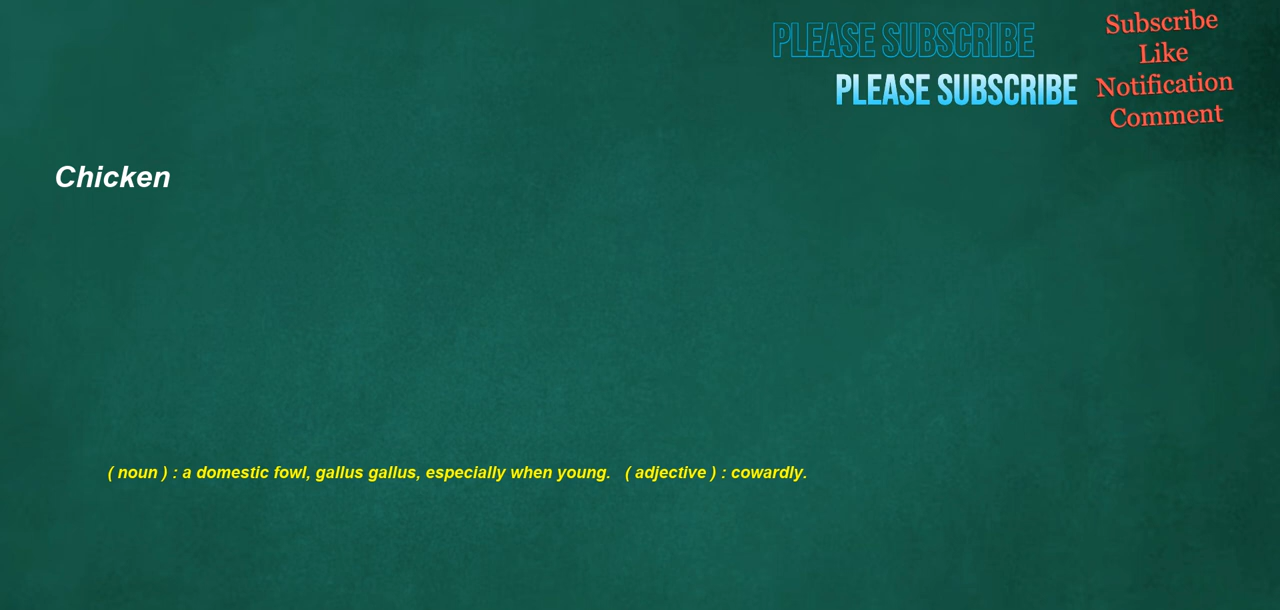 PLEASE SUBSCRIBE
PLEASE SUBSCRIBE
Subscribe
Like
Notification
Comment
Chicken
( noun ) : a domestic fowl, gallus gallus, especially when young.   ( adjective ) : cowardly.